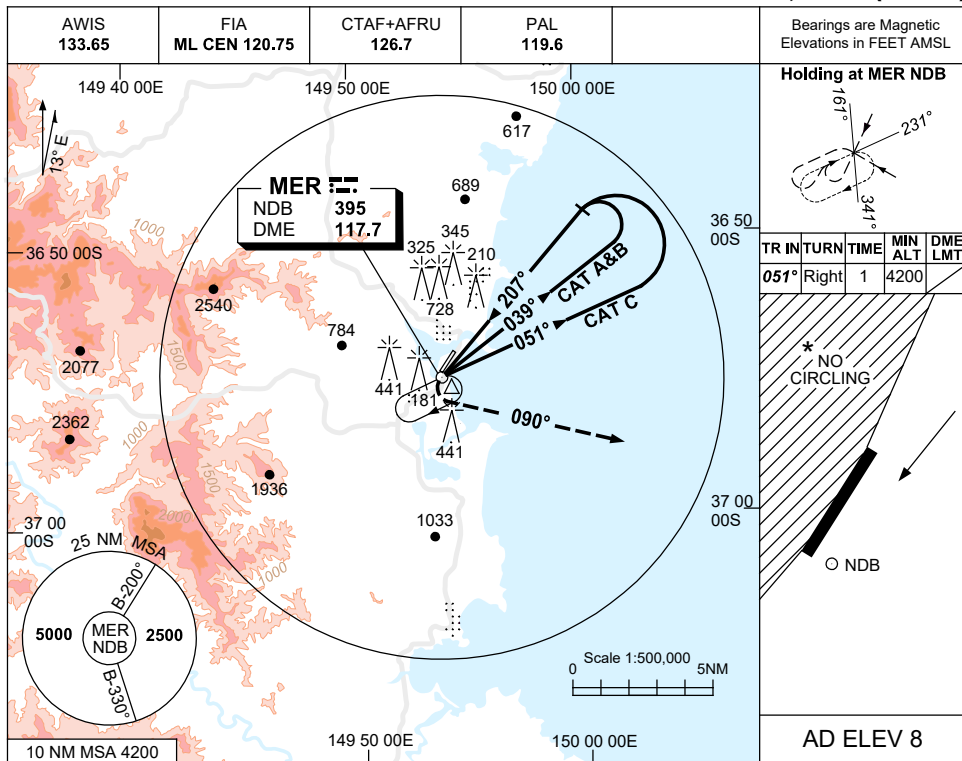 AWIS
133.65
FIA
ML CEN 120.75
CTAF+AFRU
126.7
PAL
119.6
Bearings are Magnetic
Elevations in FEET AMSL
149 40 00E
149 50 00E
150 00 00E
13° E
617
MER
NDB 395
DME 117.7
689
345
325
210
728
36 50
00S
36 50 00S
1000
2540
1500
784
2077
441
181
207°
039°
CAT A&B
051°
CAT C
090°
441
2362
1000
1500
1936
2000
1000
1033
37 00
00S
37 00
00S
25 NM MSA
B-200°
5000
MER
NDB
2500
B-330°
Scale 1:500,000
0
5NM
10 NM MSA 4200
149 50 00E
150 00 00E
Holding at MER NDB
161°
231°
341°
TR IN TURN TIME MIN ALT DME LMT
051° Right 1 4200
* NO
CIRCLING
NDB
AD ELEV 8